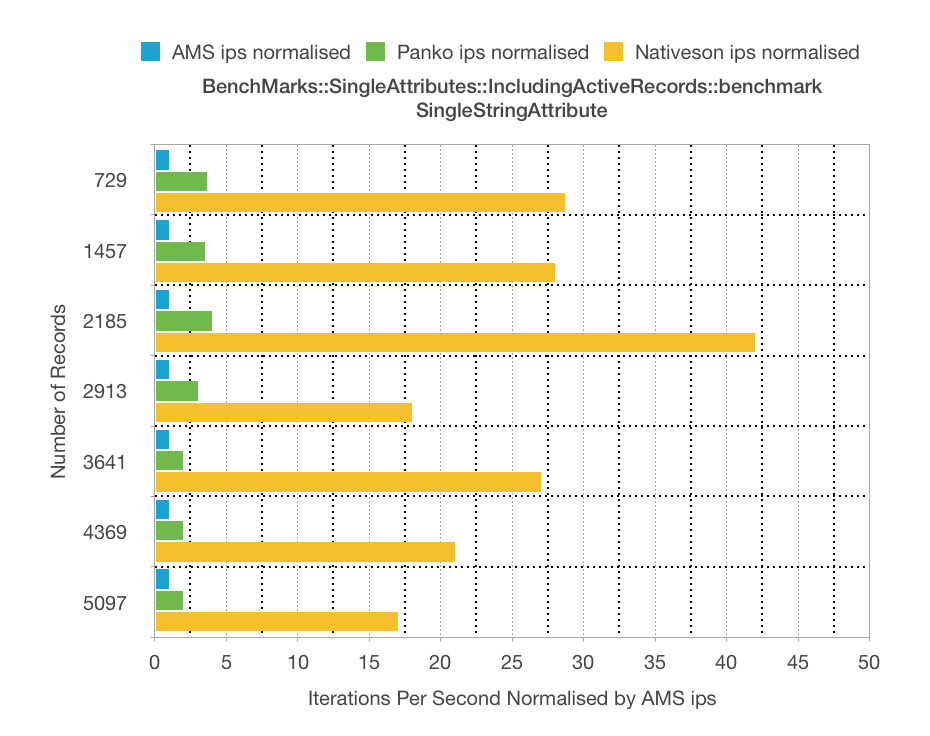 AMS ips normalised Panko ips normalised Nativeson ips normalised
BenchMarks::SingleAttributes::IncludingActiveRecords::benchmark
SingleStringAttribute
Number of Records
729
1457
2185
2913
3641
4369
5097
0 5 10 15 20 25 30 35 40 45 50
Iterations Per Second Normalised by AMS ips